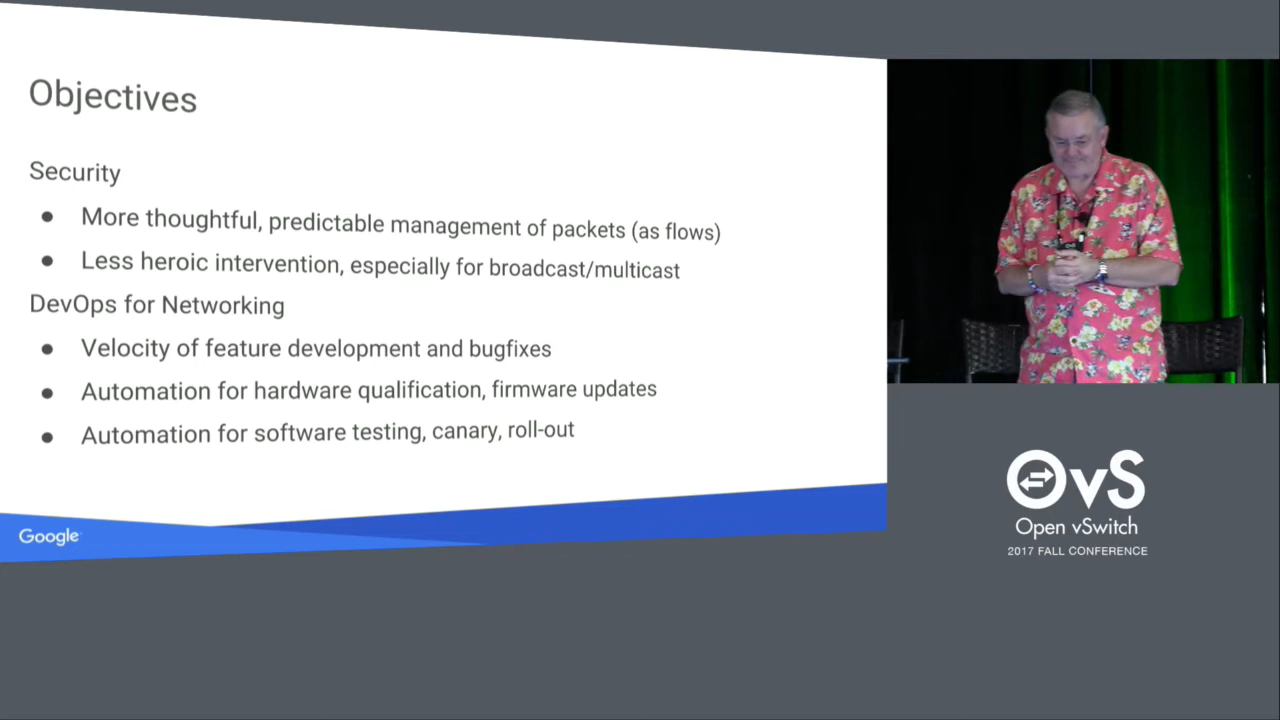 Objectives
Security
● More thoughtful, predictable management of packets (as flows)
● Less heroic intervention, especially for broadcast/multicast
DevOps for Networking
● Velocity of feature development and bugfixes
● Automation for hardware qualification, firmware updates
● Automation for software testing, canary, roll-out
Google
OvS
Open vSwitch
2017 FALL CONFERENCE